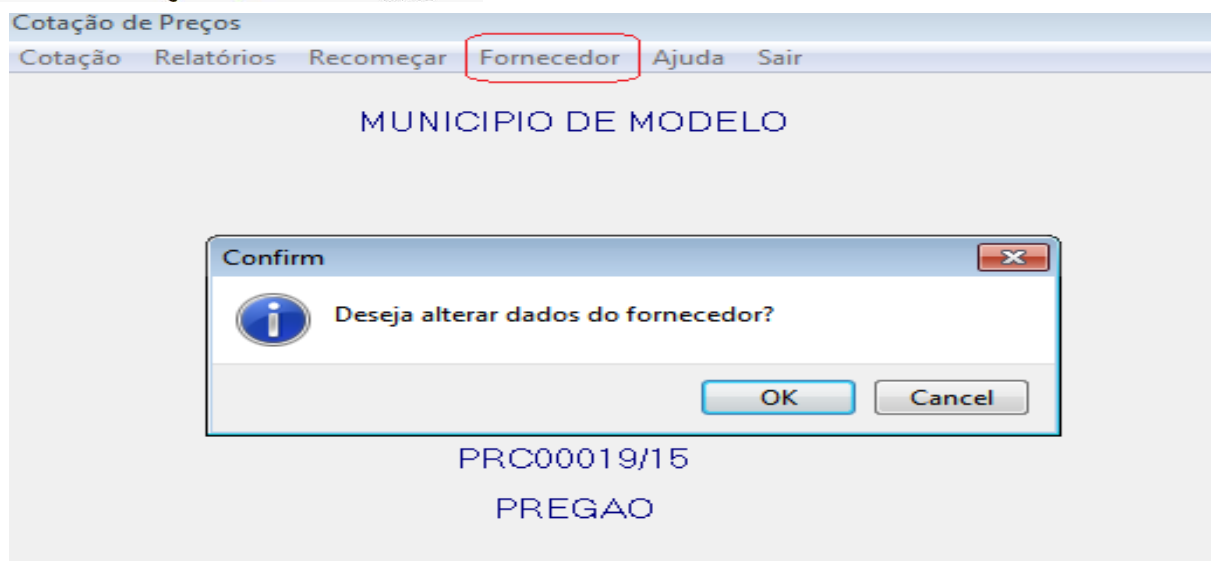 Cotação de Preços
Cotação Relatórios Recomeçar Fornecedor Ajuda Sair
MUNICIPIO DE MODELO
Confirm
Deseja alterar dados do fornecedor?
OK Cancel
PRC00019/15
PREGAO